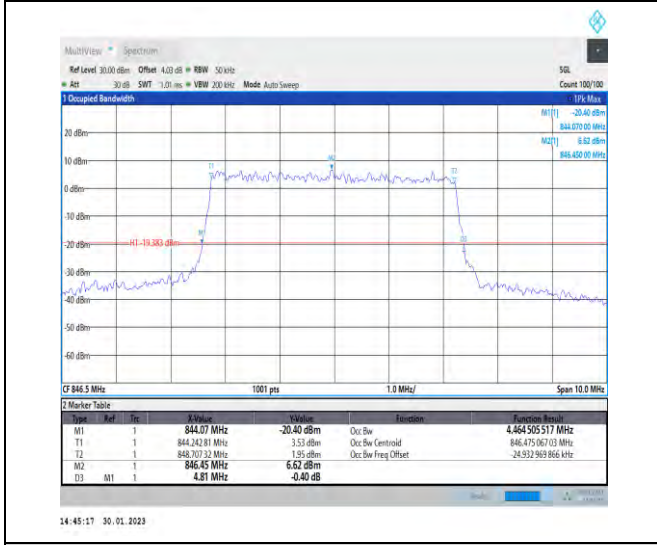 MultiView Spectrum
Ref Level 30.00 dBm Offset 4.03 dB RBW 50 kHz SGL
Att 30 dB SWT 1.01 ms VBW 200 kHz Mode Auto Sweep Count 100/100
1 Occupied Bandwidth 1Pk Max
M1[1] -20.40 dBm
844.070 00 MHz
M2[1] 6.62 dBm
846.450 00 MHz
20 dBm
10 dBm
M2
T1
T2
0 dBm
-10 dBm
M1
D3
-20 dBm H1 -19.383 dBm
-30 dBm
-40 dBm
-50 dBm
-60 dBm
CF 846.5 MHz 1001 pts 1.0 MHz/ Span 10.0 MHz
2 Marker Table
Type Ref Trc X-Value Y-Value Function Function Result
M1 1 844.07 MHz -20.40 dBm Occ Bw 4.464 505 517 MHz
T1 1 844.242 81 MHz 3.53 dBm Occ Bw Centroid 846.475 067 03 MHz
T2 1 848.707 32 MHz 1.95 dBm Occ Bw Freq Offset -24.932 969 866 kHz
M2 1 846.45 MHz 6.62 dBm
D3 M1 1 4.81 MHz -0.40 dB
14:45:17 30.01.2023